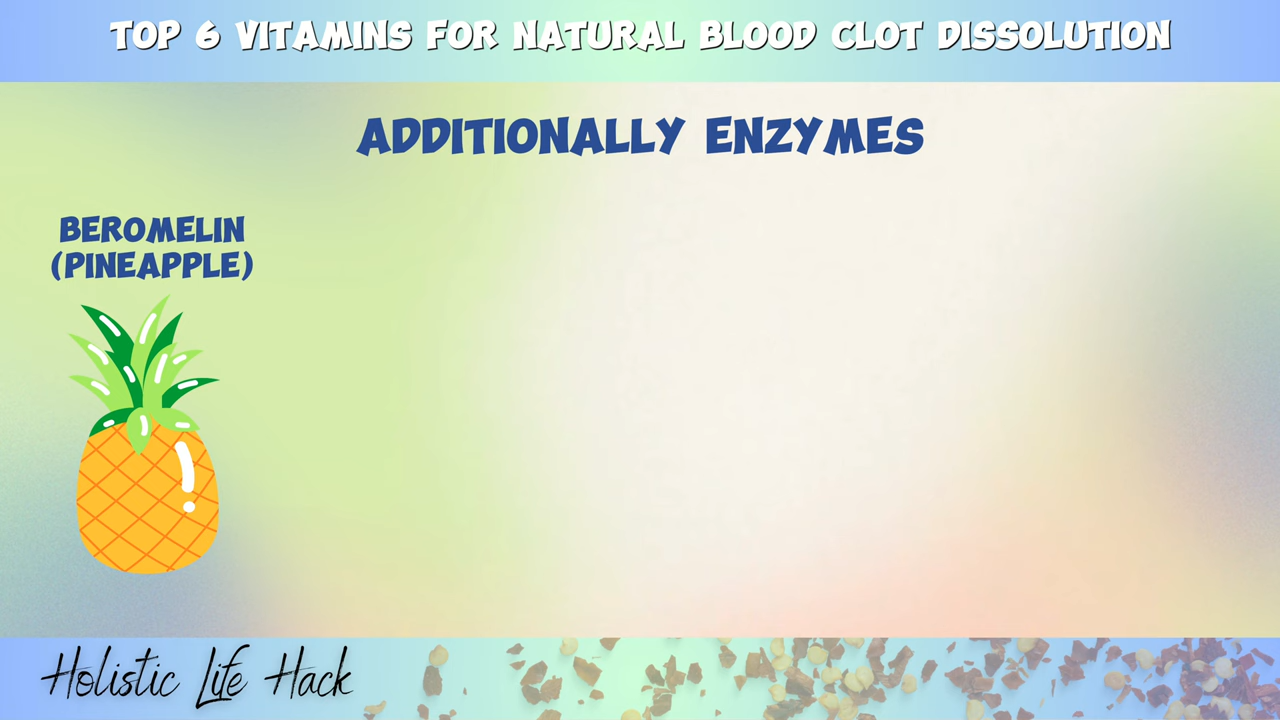 TOP 6 VITAMINS FOR NATURAL BLOOD CLOT DISSOLUTION
ADDITIONALLY ENZYMES
BEROMELIN
(PINEAPPLE)
Holistic Life Hack